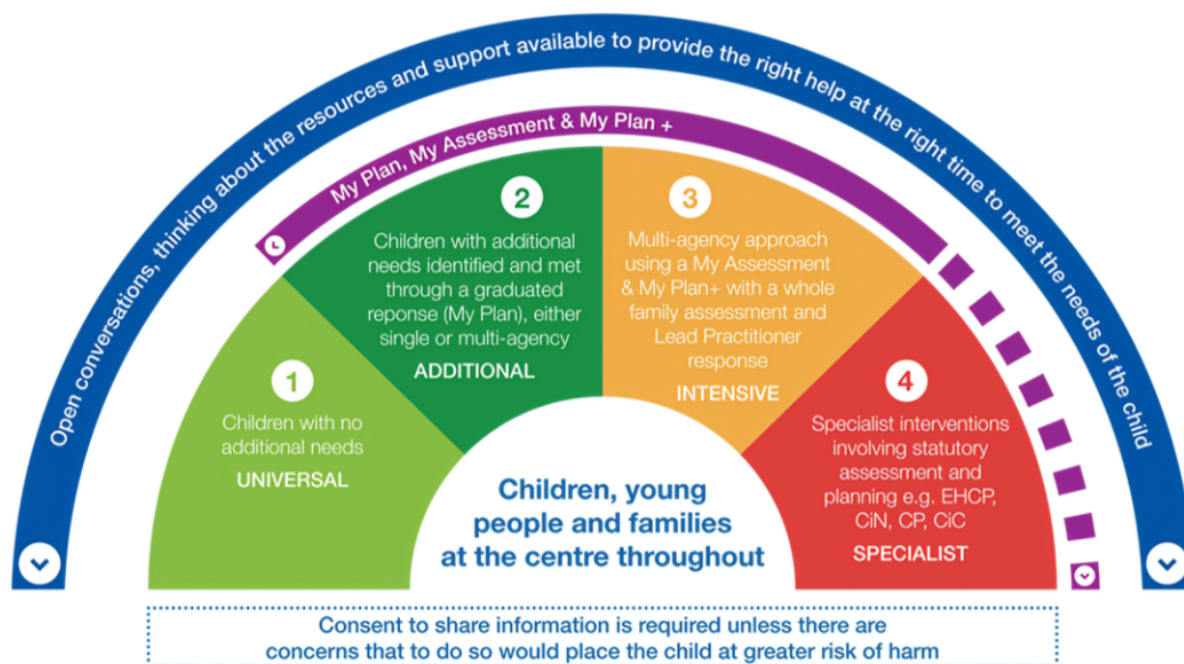 Open conversations, thinking about the resources and support available to provide the right help at the right time to meet the needs of the child
My Plan, My Assessment & My Plan +
1
Children with no
additional needs
UNIVERSAL
2
Children with additional
needs identified and met
through a graduated
reponse (My Plan), either
single or multi-agency
ADDITIONAL
3
Multi-agency approach
using a My Assessment
& My Plan+ with a whole
family assessment and
Lead Practitioner
response
INTENSIVE
4
Specialist interventions
involving statutory
assessment and
planning e.g. EHCP,
CiN, CP, CiC
SPECIALIST
Children, young
people and families
at the centre throughout
Consent to share information is required unless there are
concerns that to do so would place the child at greater risk of harm